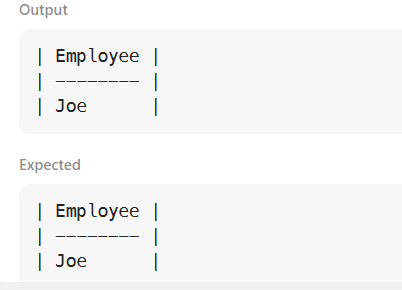 Output
| Employee |
| -------- |
| Joe      |
Expected
| Employee |
| -------- |
| Joe      |